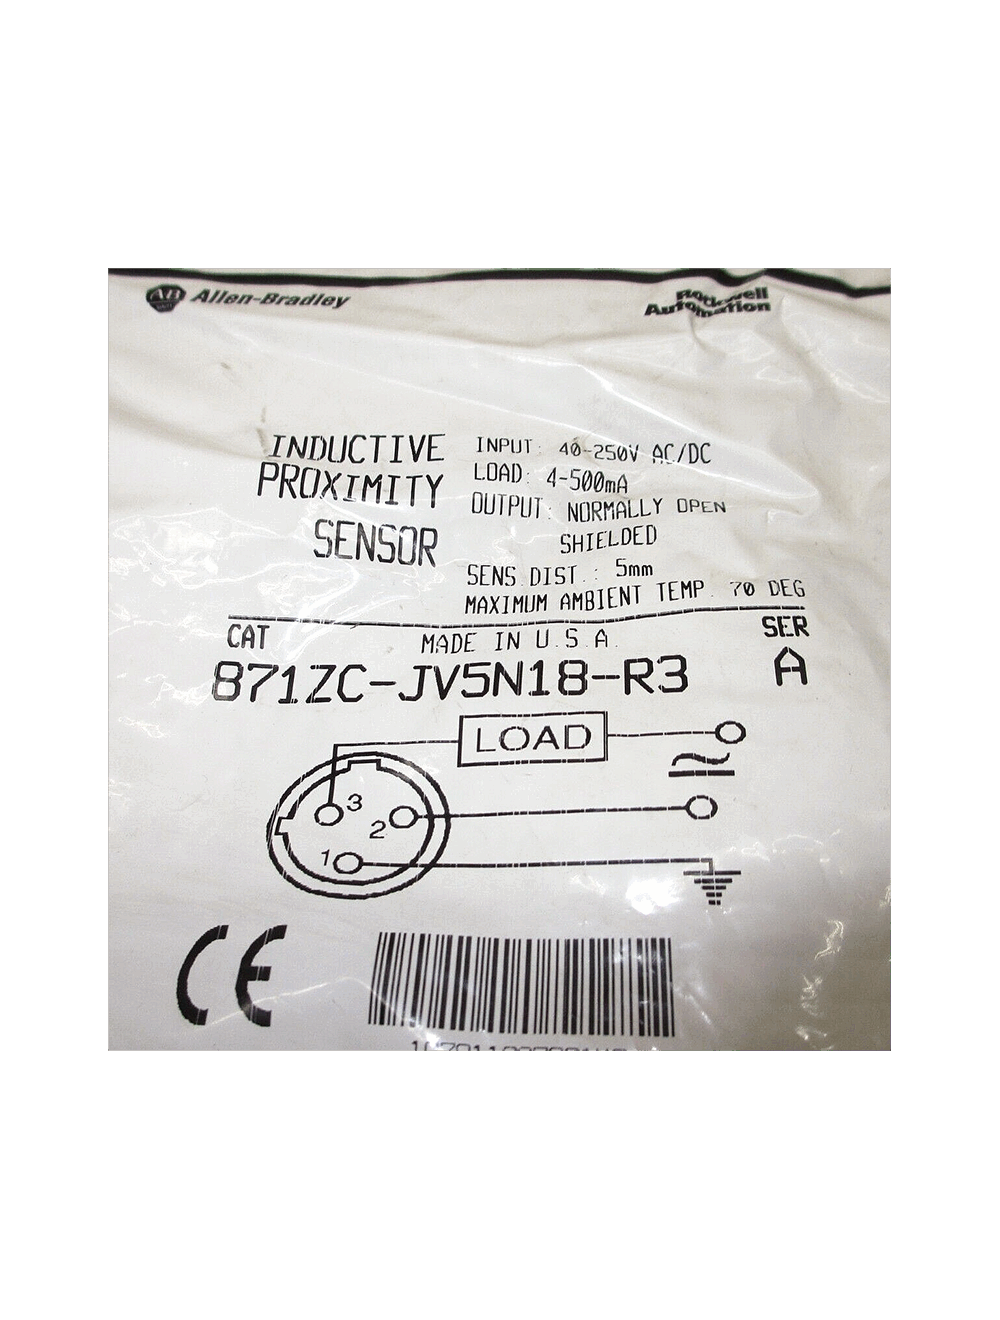 AB Allen-Bradley
Rockwell
Automation
INDUCTIVE
PROXIMITY
SENSOR
INPUT: 40-250V AC/DC
LOAD: 4-500mA
OUTPUT: NORMALLY OPEN
SHIELDED
SENS.DIST.: 5mm
MAXIMUM AMBIENT TEMP. 70 DEG
CAT
MADE IN U.S.A.
SER
871ZC-JV5N18-R3
A
LOAD
3
2
1
CE